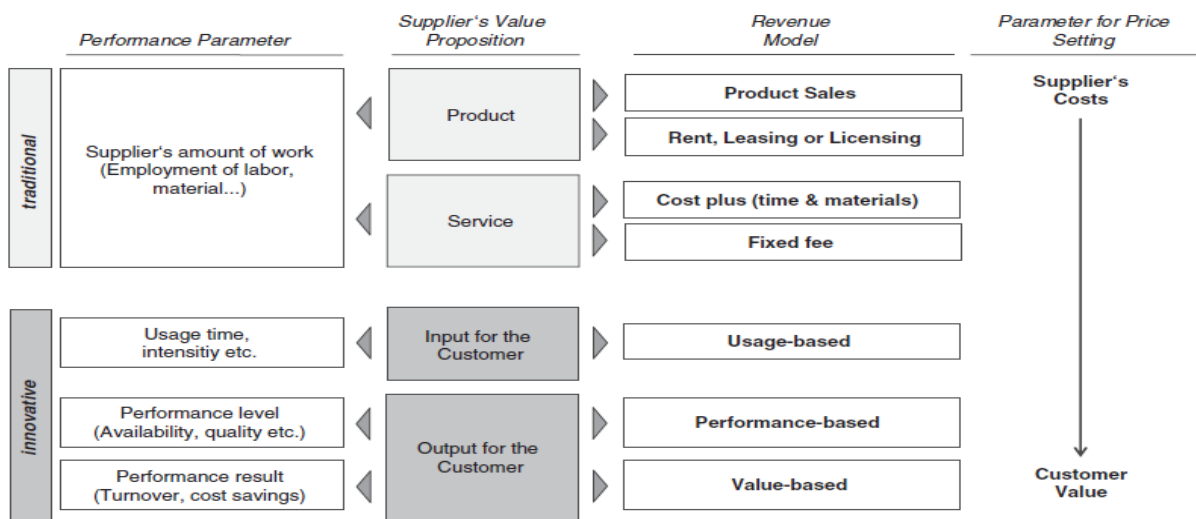 Performance Parameter
Supplier‘s Value
Proposition
Revenue
Model
Parameter for Price
Setting
traditional
Supplier‘s amount of work
(Employment of labor,
material...)
Product
Product Sales
Rent, Leasing or Licensing
Service
Cost plus (time & materials)
Fixed fee
Supplier‘s
Costs
innovative
Usage time,
intensitiy etc.
Input for the
Customer
Usage-based
Performance level
(Availability, quality etc.)
Output for the
Customer
Performance-based
Performance result
(Turnover, cost savings)
Value-based
Customer
Value